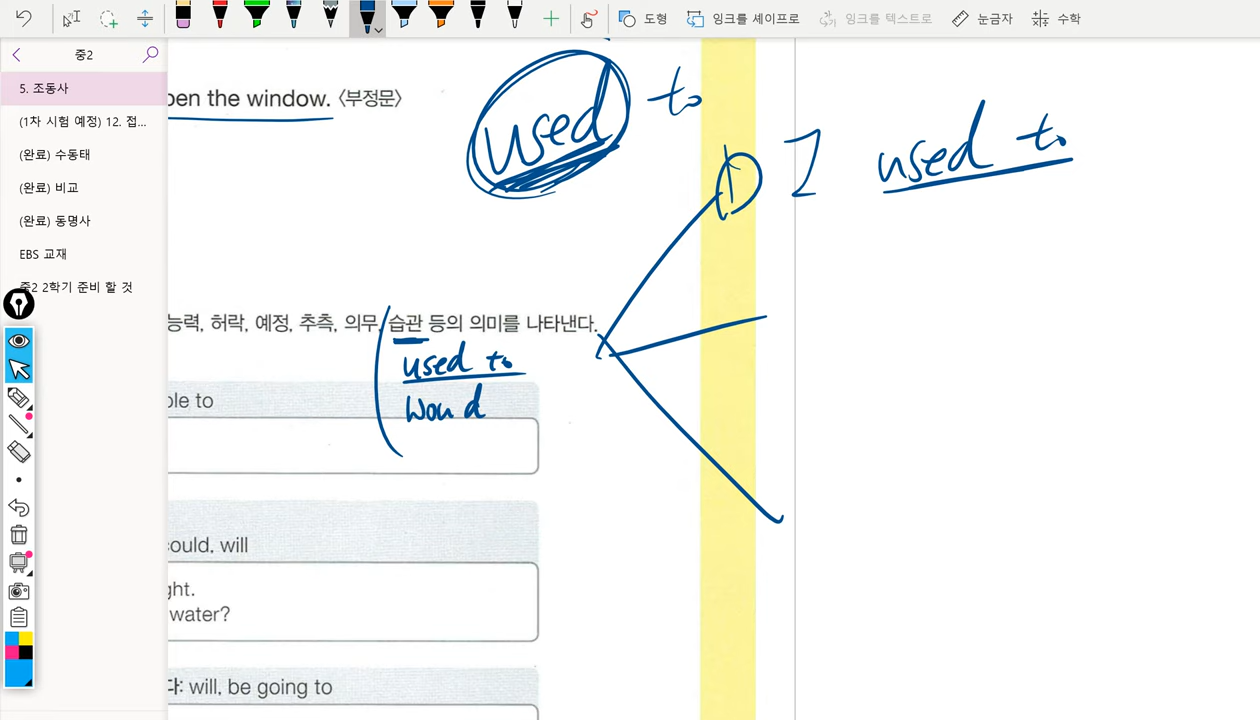 도형
잉크를 셰이프로
잉크를 텍스트로
눈금자
수학
중2
5. 조동사
(1차 시험 예정) 12. 접...
(완료) 수동태
(완료) 비교
(완료) 동명사
EBS 교재
중2 2학기 준비 할 것
pen the window. 〈부정문〉
used to
I used to
능력, 허락, 예정, 추측, 의무, 습관 등의 의미를 나타낸다.
used to
ble to
Wou d
could, will
ght.
water?
다: will, be going to